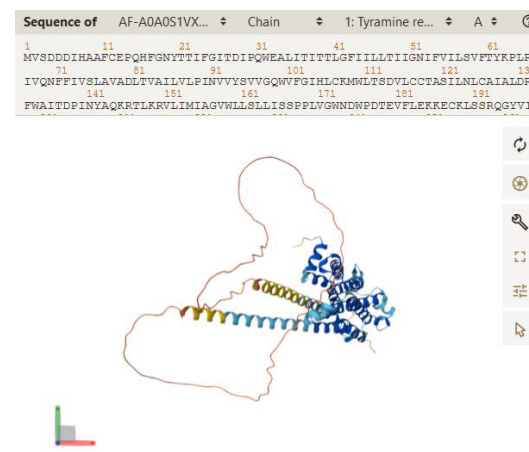 Sequence of AF-A0A0S1VX... Chain 1: Tyramine re... A
1 11 21 31 41 51 61
MVSDDDIHAAFCEPQHFGNYTTIFGITDIPQWEALITITTLGFIILLTIIGNIFVILSVFTYKPLR
71 81 91 101 111 121 13
IVQNFFIVSLAVADLTVAILVLPINVVYSVVGQWVFGIHLCKMWLTSDVLCCTASILNLCAIALDR
141 151 161 171 181 191
FWAITDPINYAQKRTLKRVLIMIAGVWLLSLLISSPPLVGWNDWPDTEVFLEKKECKLSSRQGYVI